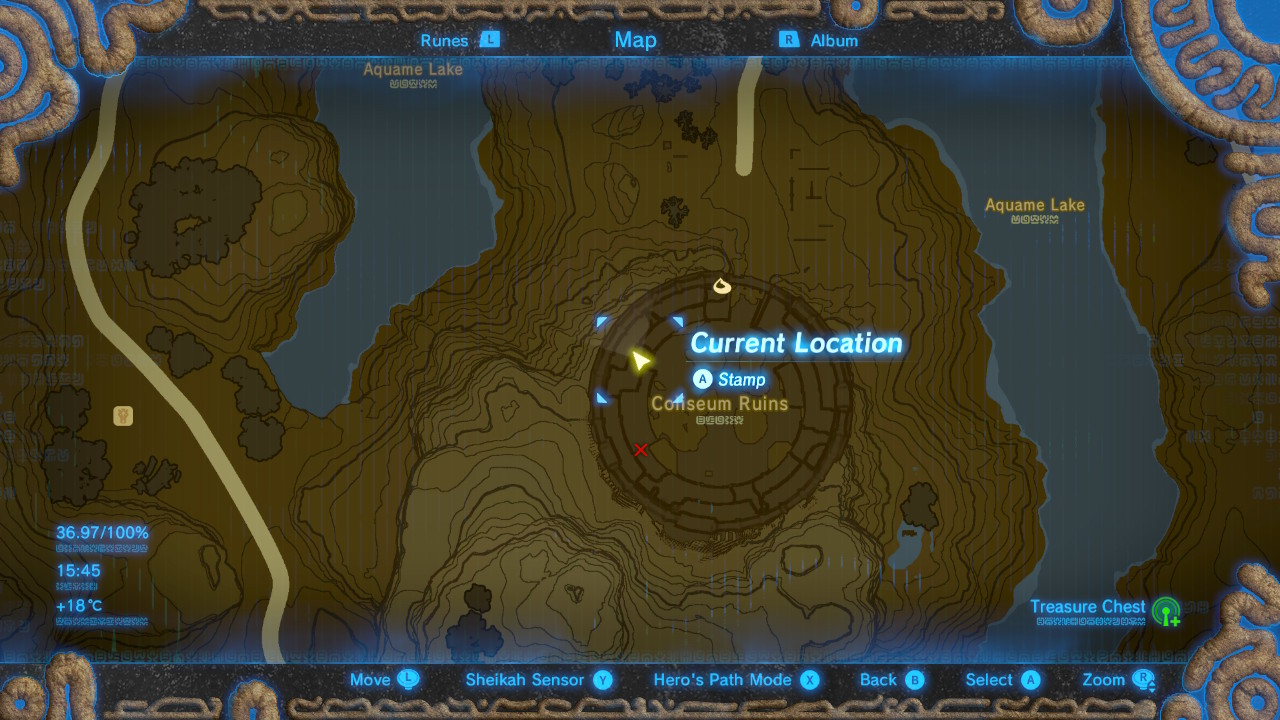 Runes L Map R Album
Aquame Lake
Aquame Lake
Current Location
A Stamp
Coliseum Ruins
36.97/100%
15:45
+18°C
Treasure Chest
Move L Sheikah Sensor Y Hero's Path Mode X Back B Select A Zoom R